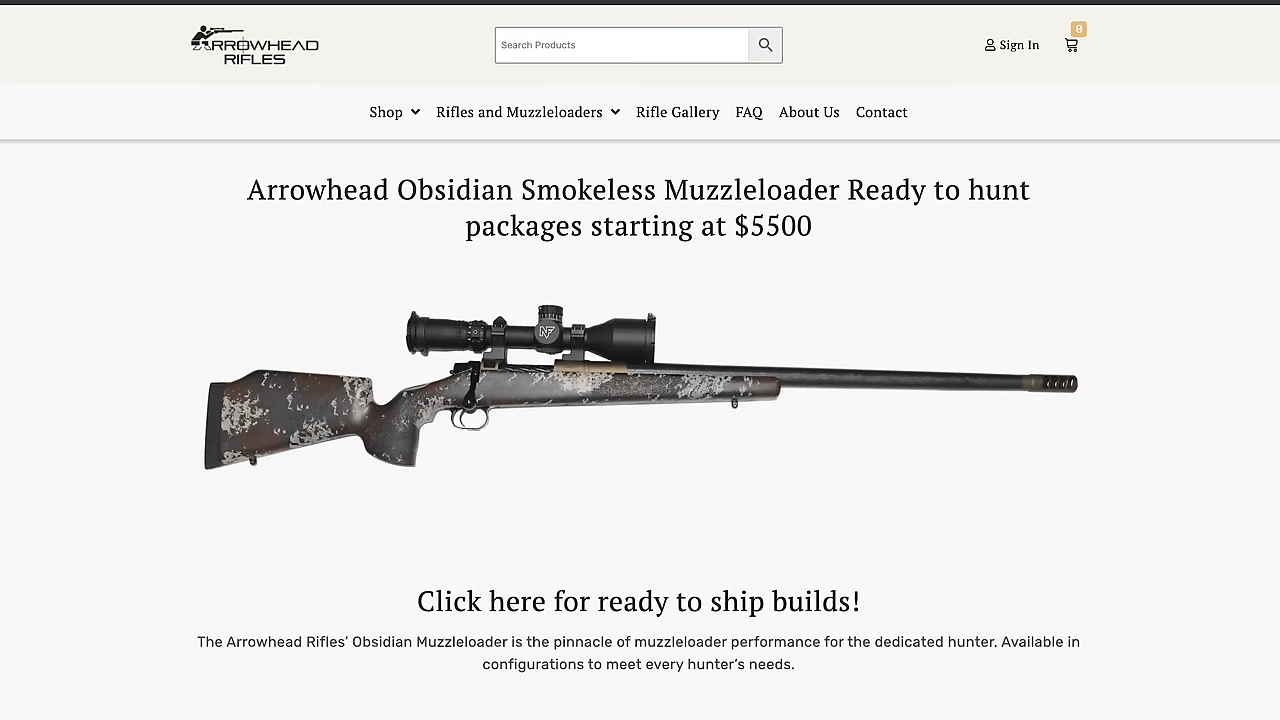 ARROWHEAD
RIFLES
Search Products
Sign In
0
Shop
Rifles and Muzzleloaders
Rifle Gallery
FAQ
About Us
Contact
Arrowhead Obsidian Smokeless Muzzleloader Ready to hunt
packages starting at $5500
NF
Click here for ready to ship builds!
The Arrowhead Rifles’ Obsidian Muzzleloader is the pinnacle of muzzleloader performance for the dedicated hunter. Available in
configurations to meet every hunter’s needs.